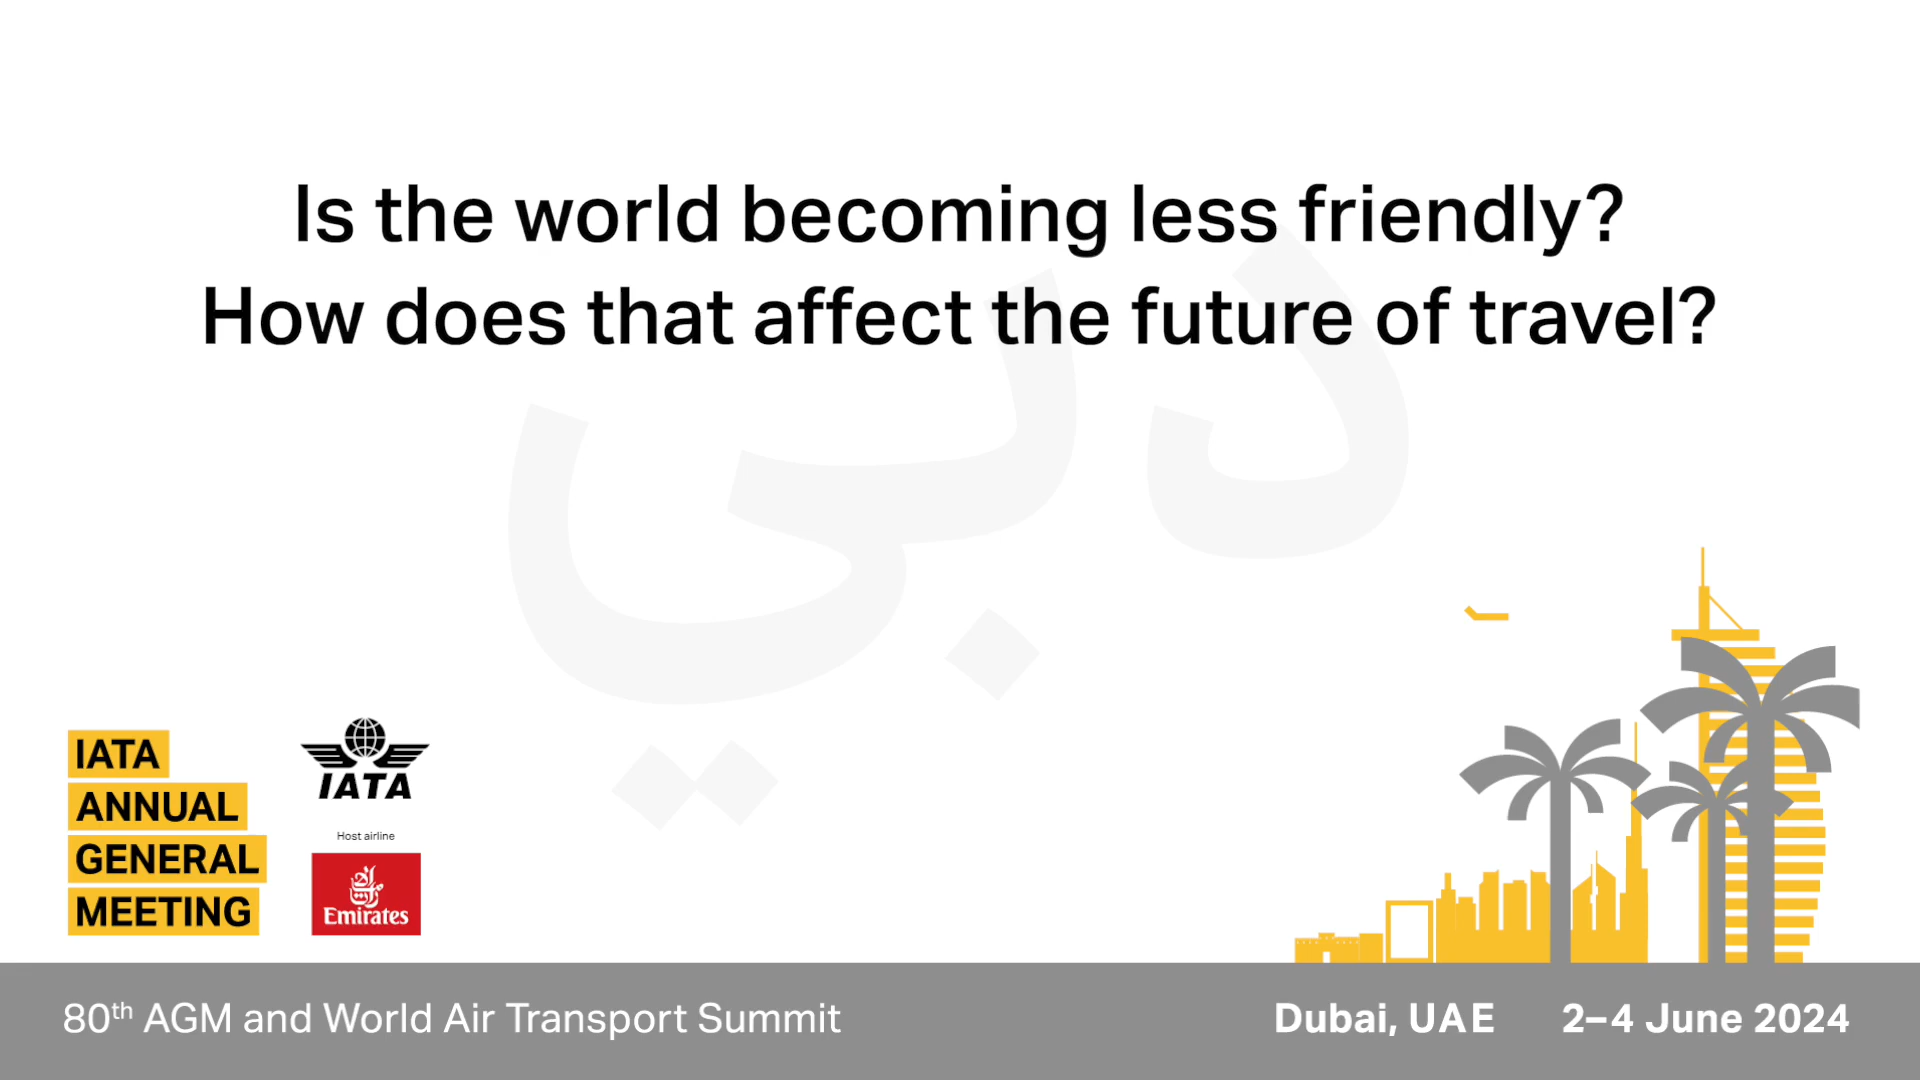 Is the world becoming less friendly?
How does that affect the future of travel?
دبي
IATA
ANNUAL
GENERAL
MEETING
IATA
Host airline
Emirates
80th AGM and World Air Transport Summit
Dubai, UAE 2–4 June 2024